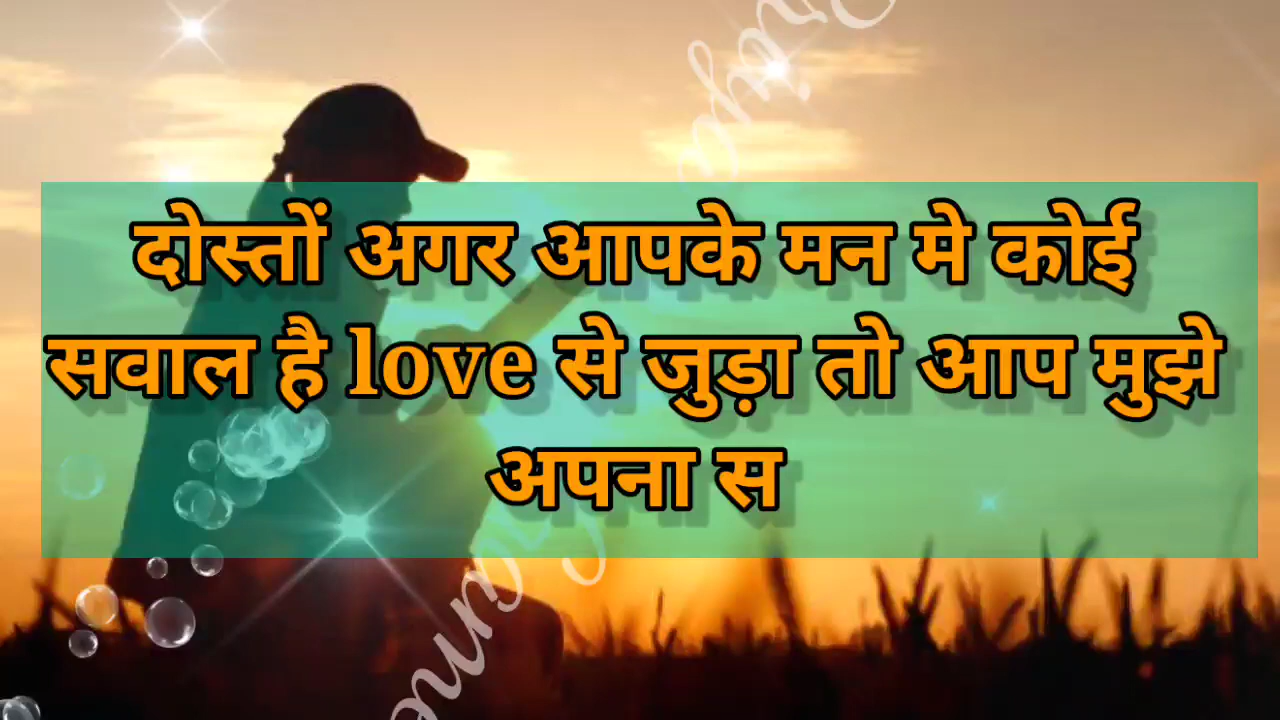 दोस्तों अगर आपके मन मे कोई
सवाल है love से जुड़ा तो आप मुझे
अपना स